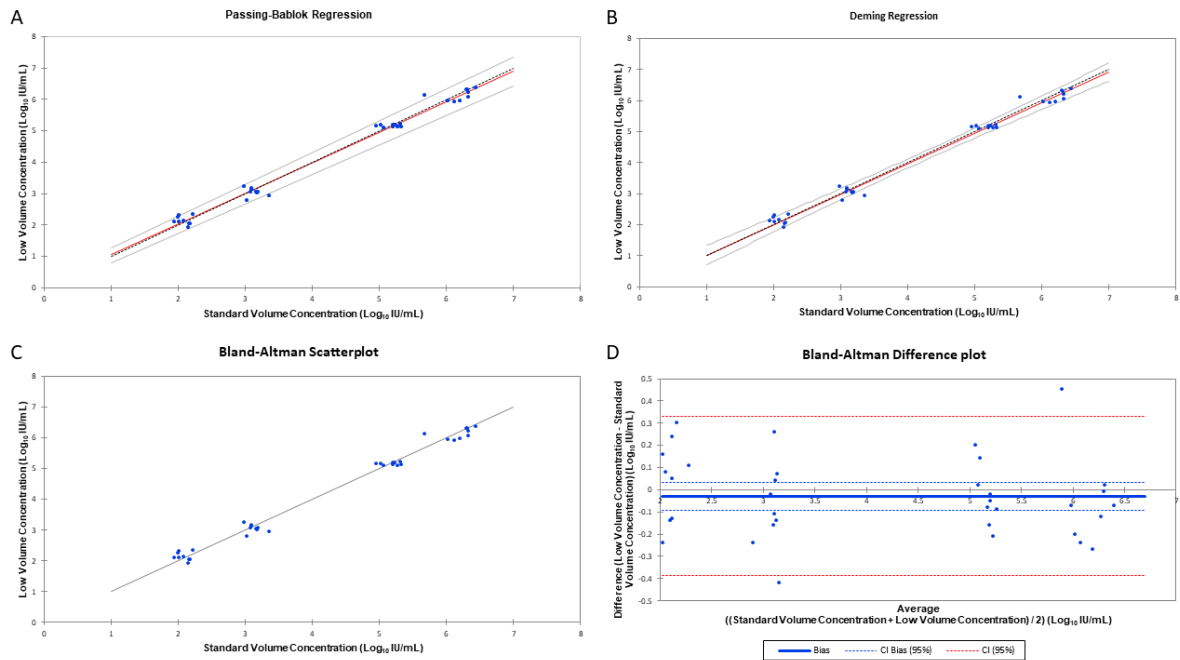 A
Passing-Bablok Regression
Low Volume Concentration (Log10 IU/mL)
8
7
6
5
4
3
2
1
0
0 1 2 3 4 5 6 7 8
Standard Volume Concentration (Log10 IU/mL)
B
Deming Regression
Low Volume Concentration (Log10 IU/mL)
8
7
6
5
4
3
2
1
0
0 1 2 3 4 5 6 7 8
Standard Volume Concentration (Log10 IU/mL)
C
Bland-Altman Scatterplot
Low Volume Concentration (Log10 IU/mL)
8
7
6
5
4
3
2
1
0
0 1 2 3 4 5 6 7 8
Standard Volume Concentration (Log10 IU/mL)
D
Bland-Altman Difference plot
Difference (Low Volume Concentration - Standard
Volume Concentration) (Log10 IU/mL)
0.5
0.4
0.3
0.2
0.1
0
-0.1
-0.2
-0.3
-0.4
-0.5
2.5 3 3.5 4 4.5 5 5.5 6 6.5 7
Average
((Standard Volume Concentration + Low Volume Concentration) / 2) (Log10 IU/mL)
Bias CI Bias (95%) CI (95%)